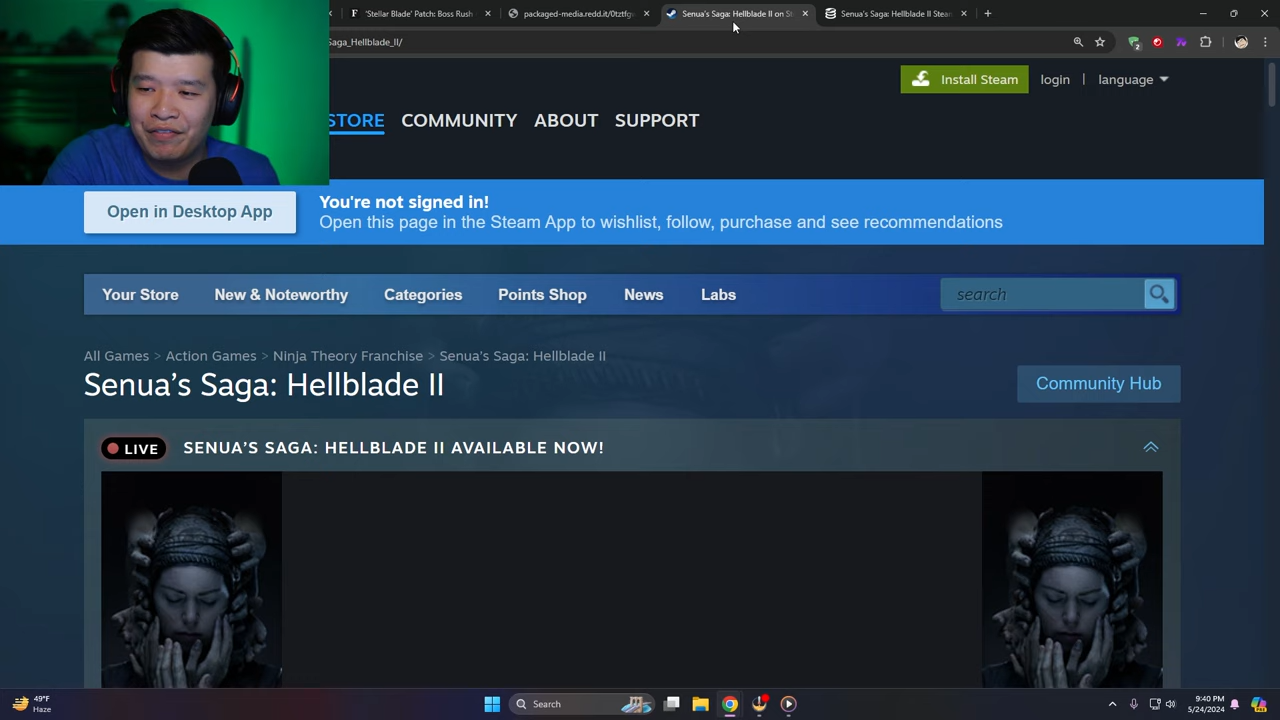 'Stellar Blade' Patch: Boss Rush
packaged-media.redd.it/0tztfgv
Senua's Saga: Hellblade II on St
Senua's Saga: Hellblade II Stea
Saga_Hellblade_II/
Install Steam
login
language
STORE
COMMUNITY
ABOUT
SUPPORT
Open in Desktop App
You're not signed in!
Open this page in the Steam App to wishlist, follow, purchase and see recommendations
Your Store
New & Noteworthy
Categories
Points Shop
News
Labs
search
All Games > Action Games > Ninja Theory Franchise > Senua's Saga: Hellblade II
Senua's Saga: Hellblade II
Community Hub
LIVE
SENUA'S SAGA: HELLBLADE II AVAILABLE NOW!
49°F
Haze
Search
9:40 PM
5/24/2024